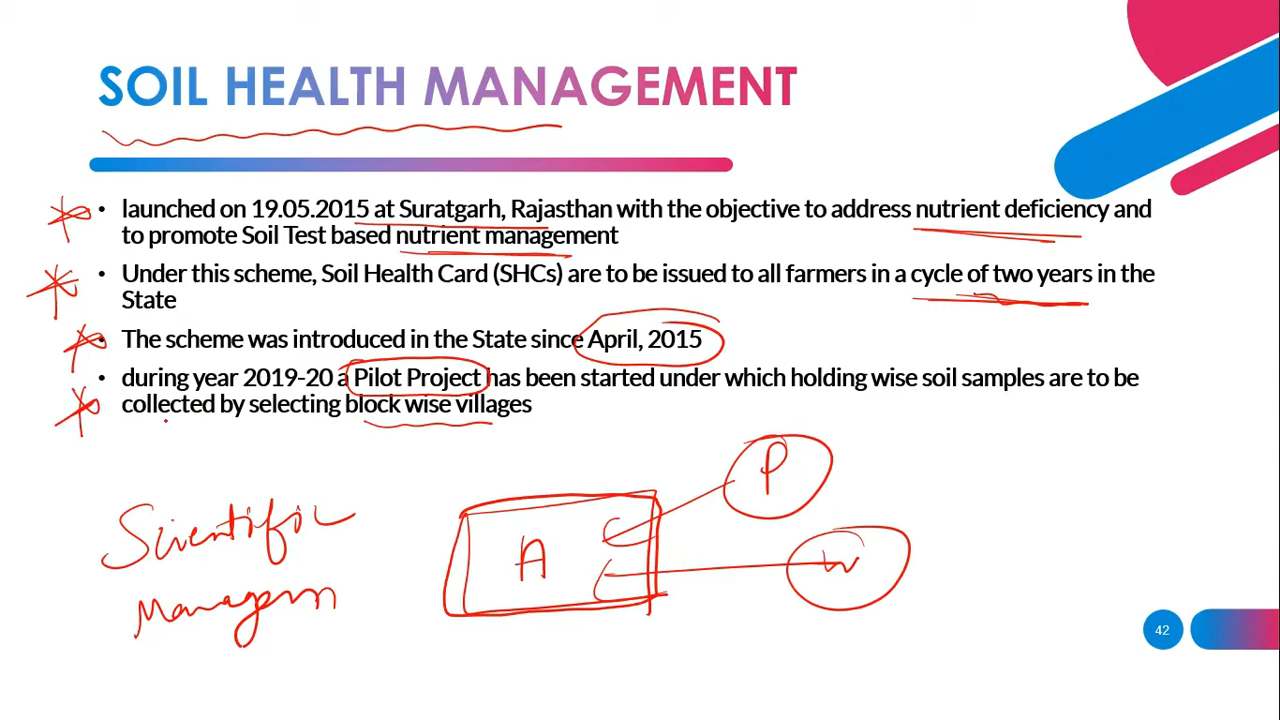 SOIL HEALTH MANAGEMENT
• launched on 19.05.2015 at Suratgarh, Rajasthan with the objective to address nutrient deficiency and
to promote Soil Test based nutrient management
• Under this scheme, Soil Health Card (SHCs) are to be issued to all farmers in a cycle of two years in the
State
• The scheme was introduced in the State since April, 2015
• during year 2019-20 a Pilot Project has been started under which holding wise soil samples are to be
collected by selecting block wise villages
P
Scientific
A
W
42